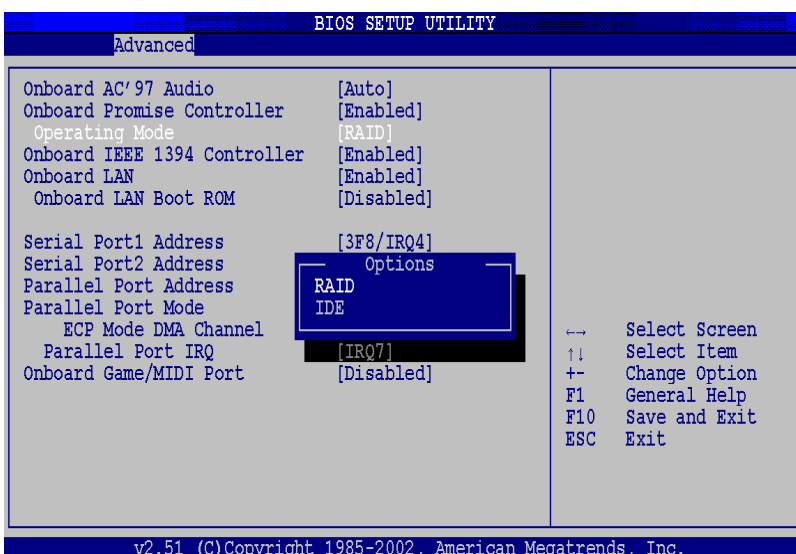 BIOS SETUP UTILITY
Advanced
Onboard AC'97 Audio [Auto]
Onboard Promise Controller [Enabled]
Operating Mode [RAID]
Onboard IEEE 1394 Controller [Enabled]
Onboard LAN [Enabled]
Onboard LAN Boot ROM [Disabled]
Serial Port1 Address [3F8/IRQ4]
Serial Port2 Address
Parallel Port Address
Parallel Port Mode
ECP Mode DMA Channel
Parallel Port IRQ [IRQ7]
Onboard Game/MIDI Port [Disabled]
Options
RAID
IDE
←→ Select Screen
↑↓ Select Item
+- Change Option
F1 General Help
F10 Save and Exit
ESC Exit
v2.51 (C)Copyright 1985-2002, American Megatrends, Inc.